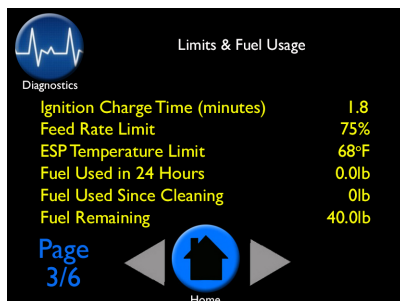 Limits & Fuel Usage
Diagnostics
Ignition Charge Time (minutes) 1.8
Feed Rate Limit 75%
ESP Temperature Limit 68°F
Fuel Used in 24 Hours 0.0lb
Fuel Used Since Cleaning 0lb
Fuel Remaining 40.0lb
Page
3/6
Home